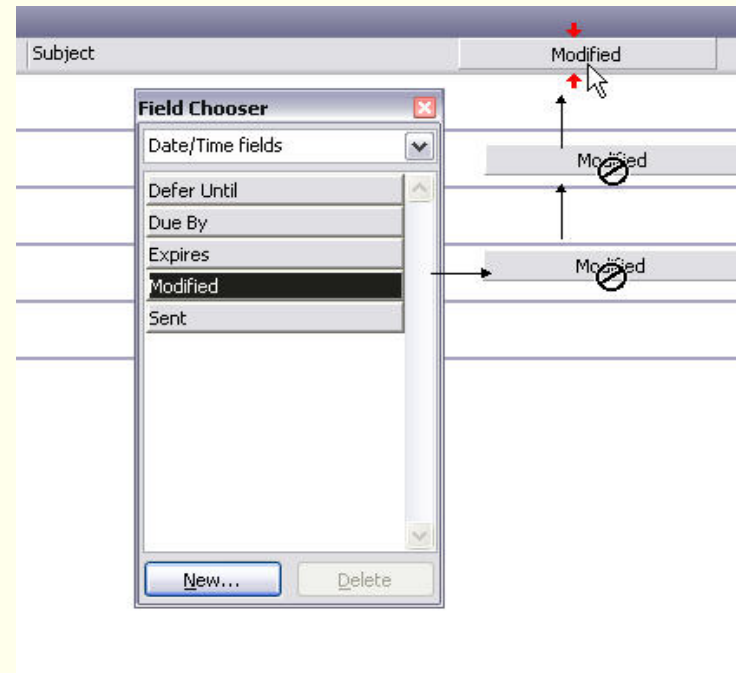 Subject
Modified
Field Chooser
Date/Time fields
Modified
Defer Until
Due By
Expires
Modified
Modified
Sent
New...
Delete